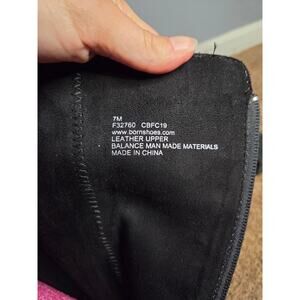 7M
F32760 CBFC19
www.bornshoes.com
LEATHER UPPER
BALANCE MAN MADE MATERIALS
MADE IN CHINA